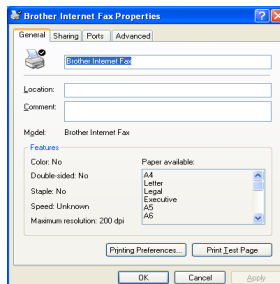 Brother Internet Fax Properties
General Sharing Ports Advanced
Brother Internet Fax
Location:
Comment:
Model: Brother Internet Fax
Features
Color: No
Double-sided: No
Staple: No
Speed: Unknown
Maximum resolution: 200 dpi
Paper available:
A4
Letter
Legal
Executive
A5
A6
Printing Preferences... Print Test Page
OK Cancel Apply